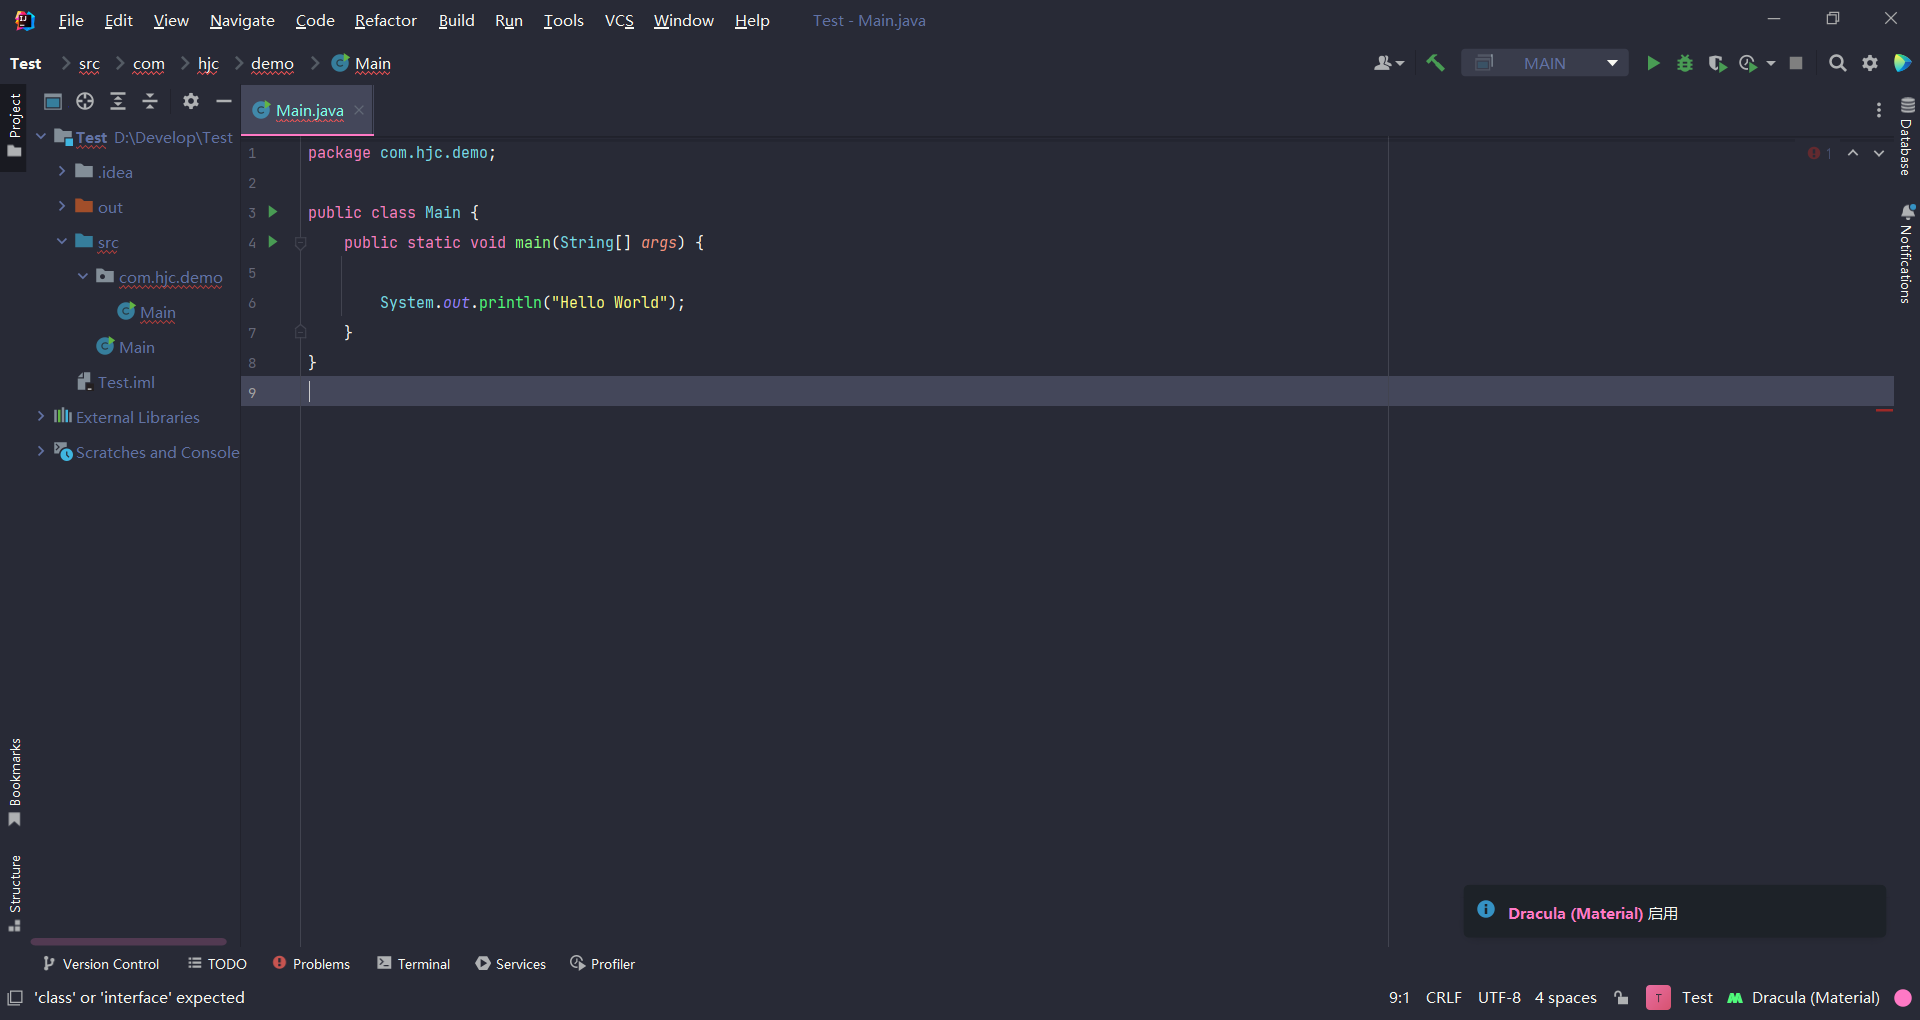 File Edit View Navigate Code Refactor Build Run Tools VCS Window Help Test - Main.java
Test src com hjc demo Main MAIN
Project
Main.java
Test D:\Develop\Test
.idea
out
src
com.hjc.demo
Main
Main
Test.iml
External Libraries
Scratches and Console
1 package com.hjc.demo;
2
3 public class Main {
4 public static void main(String[] args) {
5
6 System.out.println("Hello World");
7 }
8 }
9
1
Database
Notifications
Bookmarks
Structure
Dracula (Material) 启用
Version Control TODO Problems Terminal Services Profiler
'class' or 'interface' expected 9:1 CRLF UTF-8 4 spaces T Test Dracula (Material)